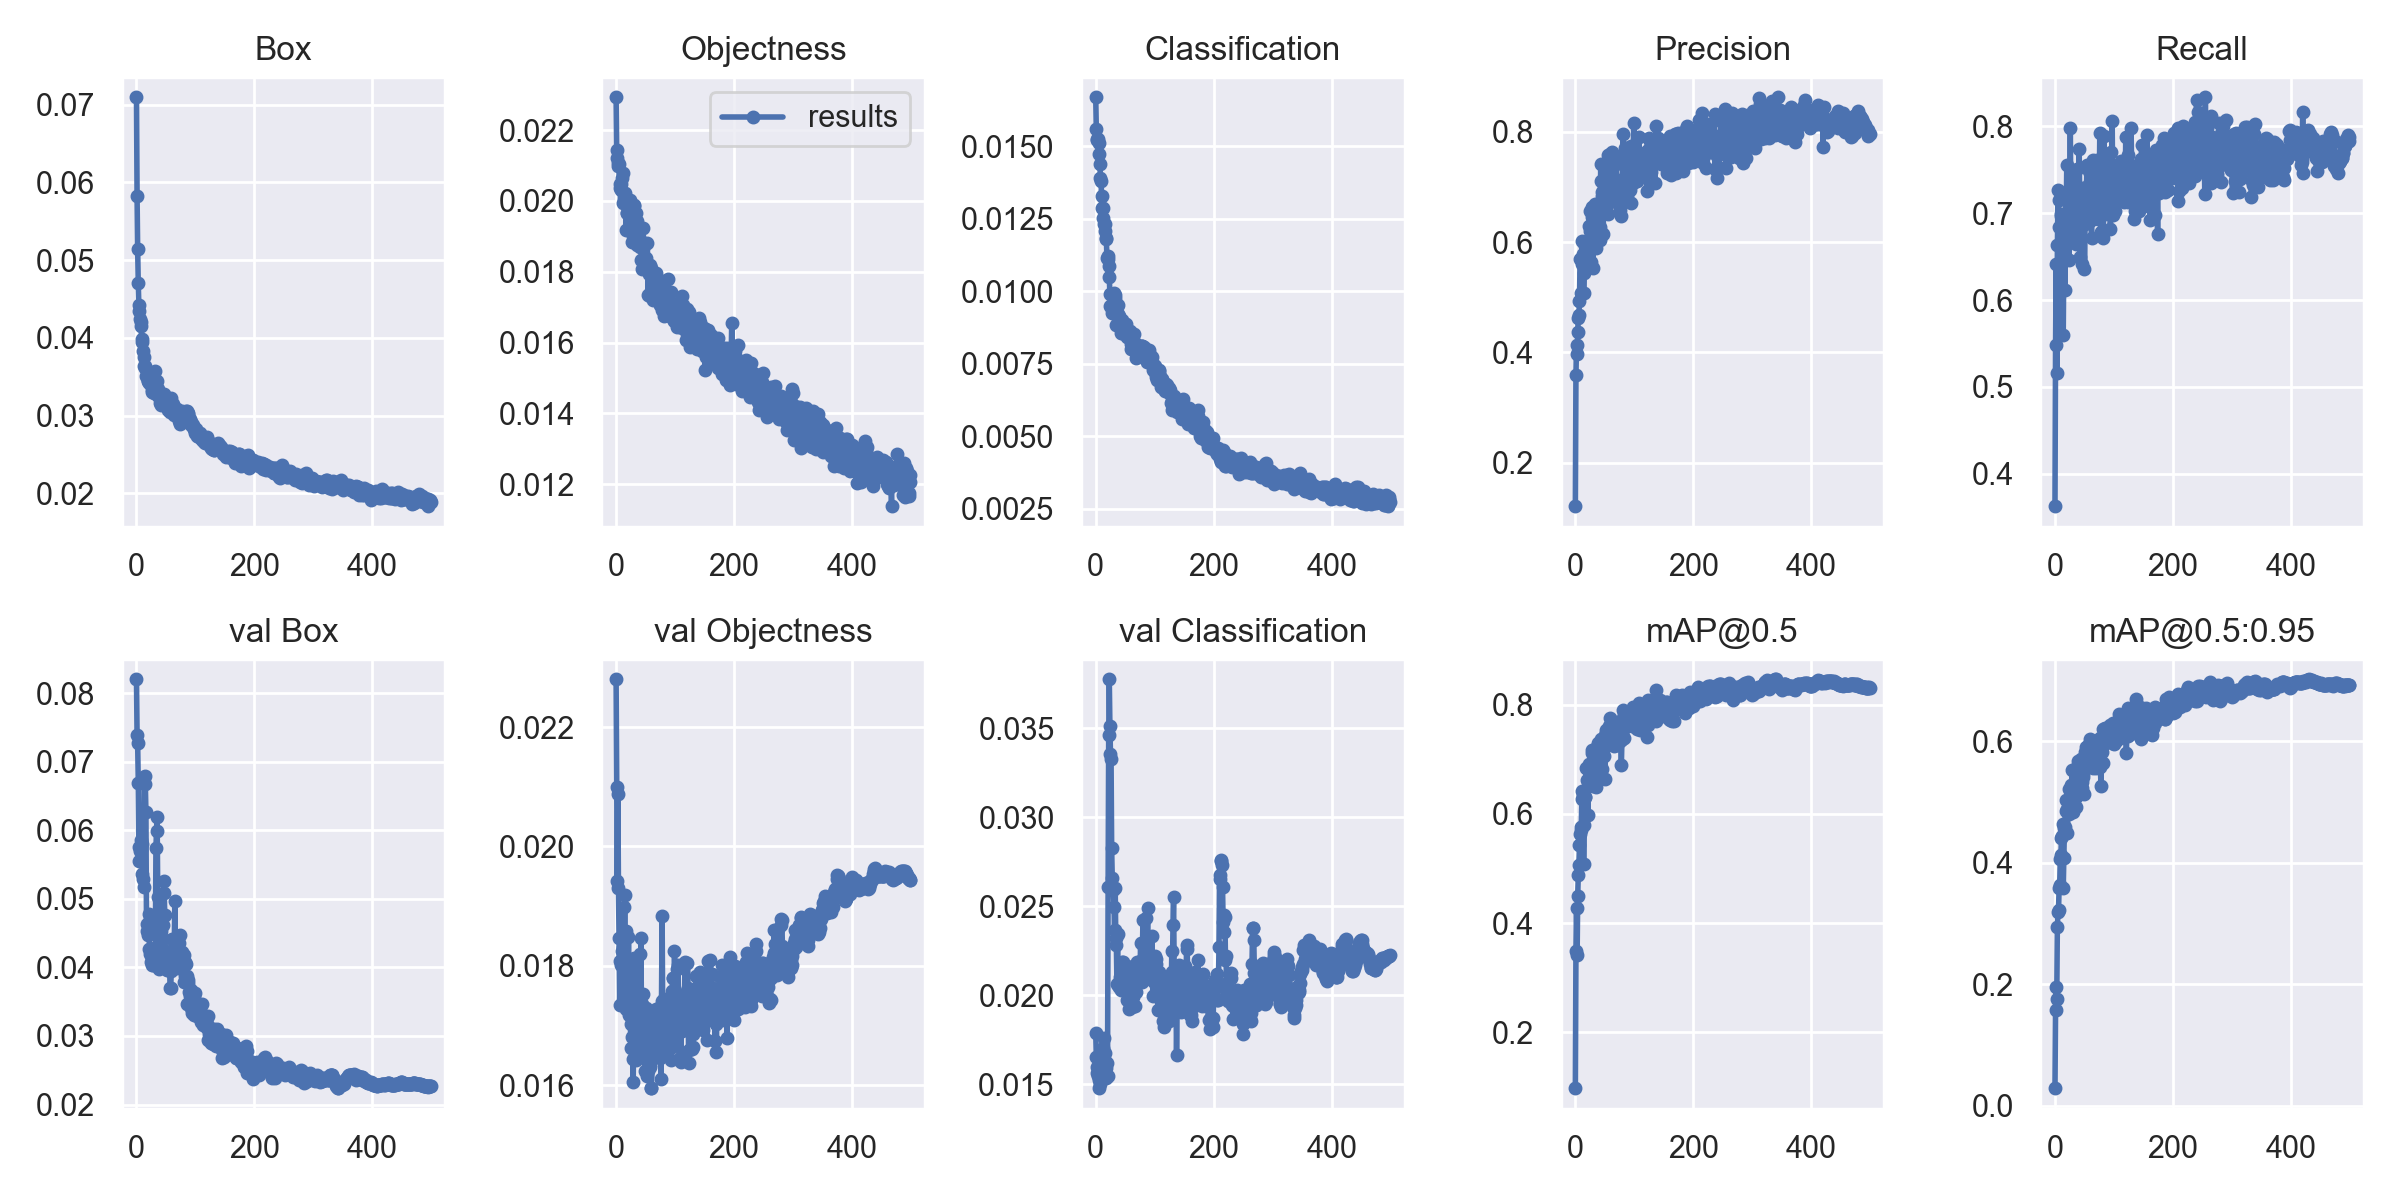 Box
Objectness
Classification
Precision
Recall
results
0.07
0.06
0.05
0.04
0.03
0.02
0 200 400
0.022
0.020
0.018
0.016
0.014
0.012
0 200 400
0.0150
0.0125
0.0100
0.0075
0.0050
0.0025
0 200 400
0.8
0.6
0.4
0.2
0 200 400
0.8
0.7
0.6
0.5
0.4
0 200 400
val Box
val Objectness
val Classification
mAP@0.5
mAP@0.5:0.95
0.08
0.07
0.06
0.05
0.04
0.03
0.02
0 200 400
0.022
0.020
0.018
0.016
0 200 400
0.035
0.030
0.025
0.020
0.015
0 200 400
0.8
0.6
0.4
0.2
0 200 400
0.6
0.4
0.2
0.0
0 200 400